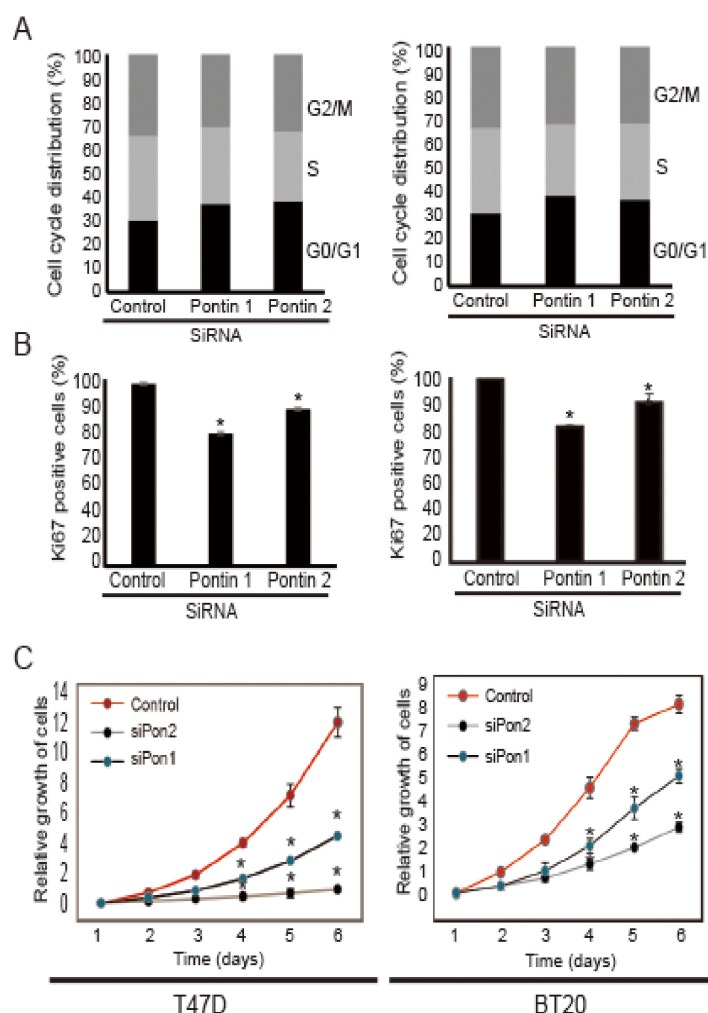 A
Cell cycle distribution (%)
100
90
80
70
60
50
40
30
20
10
0
G2/M
S
G0/G1
Control Pontin 1 Pontin 2
SiRNA
Cell cycle distribution (%)
100
90
80
70
60
50
40
30
20
10
0
G2/M
S
G0/G1
Control Pontin 1 Pontin 2
SiRNA
B
Ki67 positive cells (%)
100
90
80
70
60
50
40
30
20
10
0
* *
Control Pontin 1 Pontin 2
SiRNA
Ki67 positive cells (%)
100
90
80
70
60
50
40
30
20
10
0
* *
Control Pontin 1 Pontin 2
SiRNA
C
Relative growth of cells
14
12
10
8
6
4
2
0
Control
siPon2
siPon1
* * *
* * *
1 2 3 4 5 6
Time (days)
T47D
Relative growth of cells
9
8
7
6
5
4
3
2
1
0
Control
siPon2
siPon1
* * *
* *
1 2 3 4 5 6
Time (days)
BT20